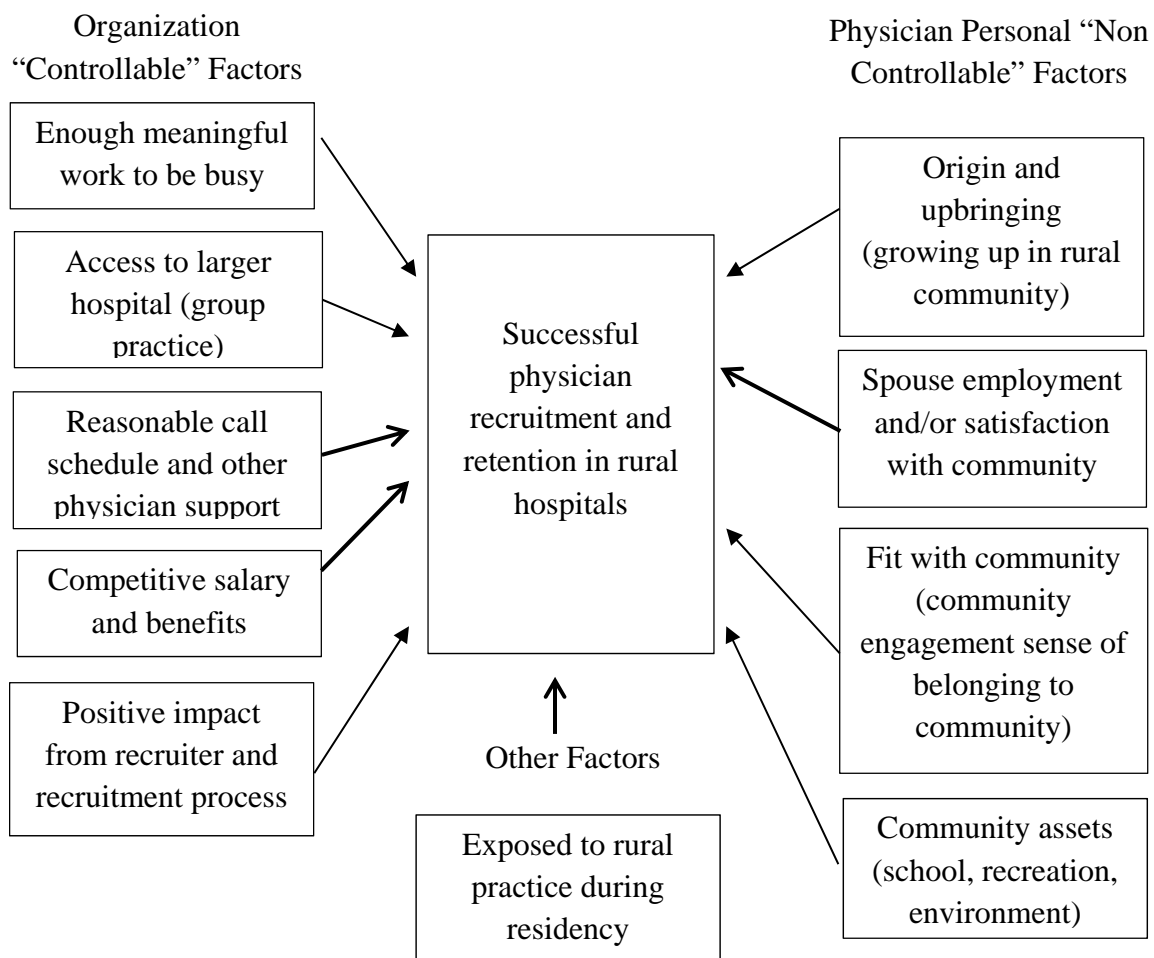 Organization
“Controllable” Factors
Enough meaningful
work to be busy
Access to larger
hospital (group
practice)
Reasonable call
schedule and other
physician support
Competitive salary
and benefits
Positive impact
from recruiter and
recruitment process
Successful
physician
recruitment and
retention in rural
hospitals
Other Factors
Exposed to rural
practice during
residency
Physician Personal “Non
Controllable” Factors
Origin and
upbringing
(growing up in rural
community)
Spouse employment
and/or satisfaction
with community
Fit with community
(community
engagement sense of
belonging to
community)
Community assets
(school, recreation,
environment)